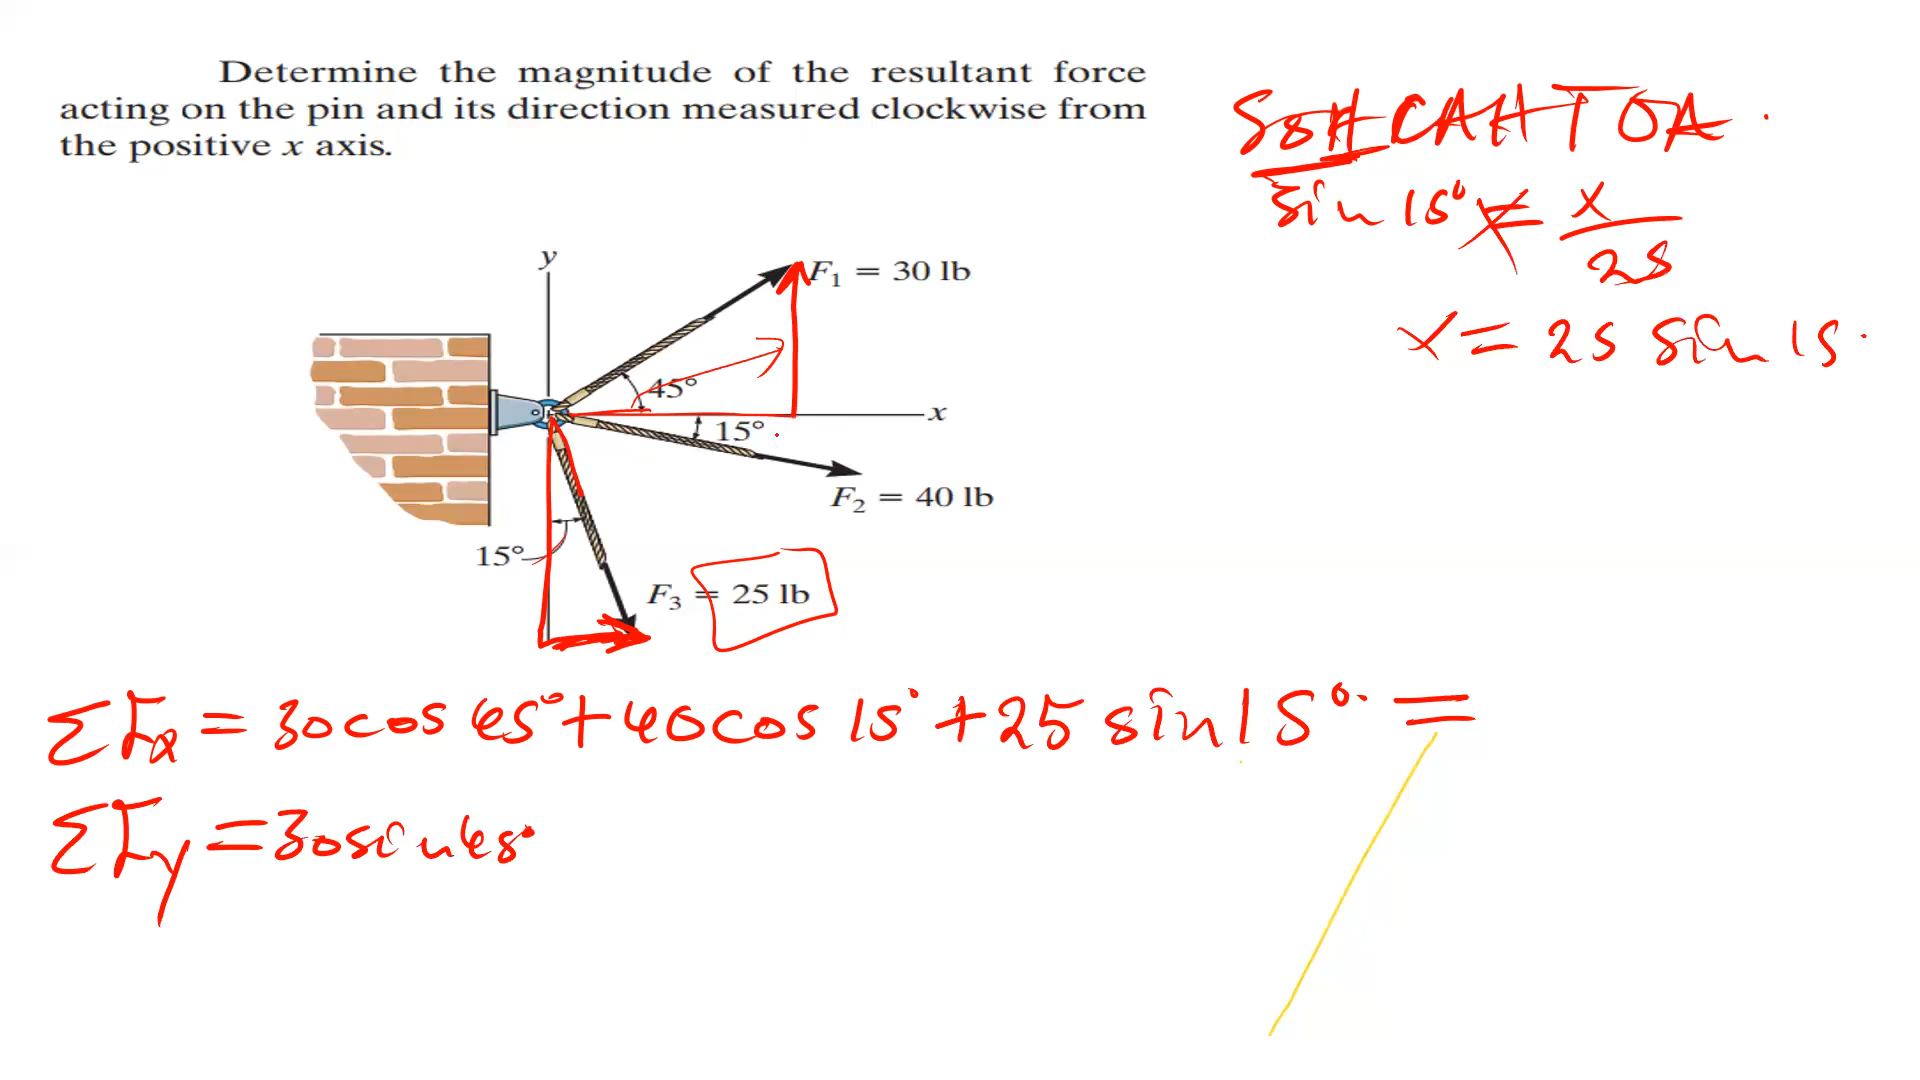 Determine the magnitude of the resultant force
acting on the pin and its direction measured clockwise from
the positive x axis.
SOHCAHTOA.
sin 15° = x/25
x = 25 sin 15.
y
F₁ = 30 lb
45°
x
15°
F₂ = 40 lb
15°
F₃ = 25 lb
ΣFx = 30cos 45° + 40cos 15° + 25 sin 15° =
ΣFy = 30sin45°